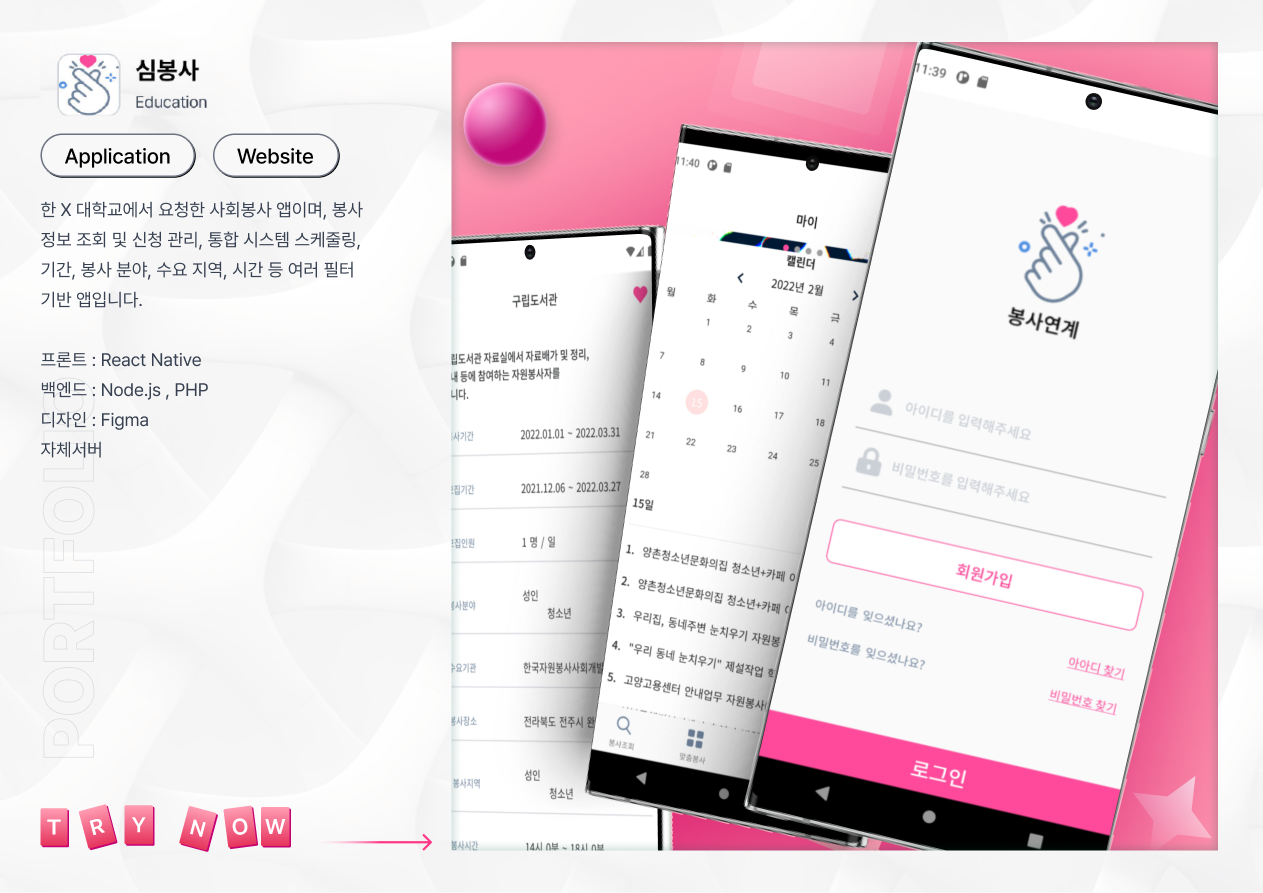 심봉사
Education
Application
Website
한 X 대학교에서 요청한 사회봉사 앱이며, 봉사
정보 조회 및 신청 관리, 통합 시스템 스케줄링,
기간, 봉사 분야, 수요 지역, 시간 등 여러 필터
기반 앱입니다.
프론트 : React Native
백엔드 : Node.js , PHP
디자인 : Figma
자체서버
PORTFOLIO
TRY NOW
구립도서관
립도서관 자료실에서 자료배가 및 정리,
내 등에 참여하는 자원봉사자를
니다.
사기간 2022.01.01 ~ 2022.03.31
집기간 2021.12.06 ~ 2022.03.27
집인원 1 명 / 일
사분야 성인
청소년
수요기관 한국자원봉사사회개발
봉사장소 전라북도 전주시 완
봉사지역 성인
청소년
봉사시간 14시 0분 ~ 18시 0분
11:40
마이
캘린더
2022년 2월
월 화 수 목 금
1 2 3 4
7 8 9 10 11
14 15 16 17 18
21 22 23 24 25
28
15일
1. 양촌청소년문화의집 청소년+카페
2. 양촌청소년문화의집 청소년+카페
3. 우리집, 동네주변 눈치우기 자원봉
4. "우리 동네 눈치우기" 제설작업
5. 고양고용센터 안내업무 자원봉사
봉사조회
맞춤봉사
11:39
봉사연계
아이디를 입력해주세요
비밀번호를 입력해주세요
회원가입
아이디를 잊으셨나요?
아아디 찾기
비밀번호를 잊으셨나요?
비밀번호 찾기
로그인